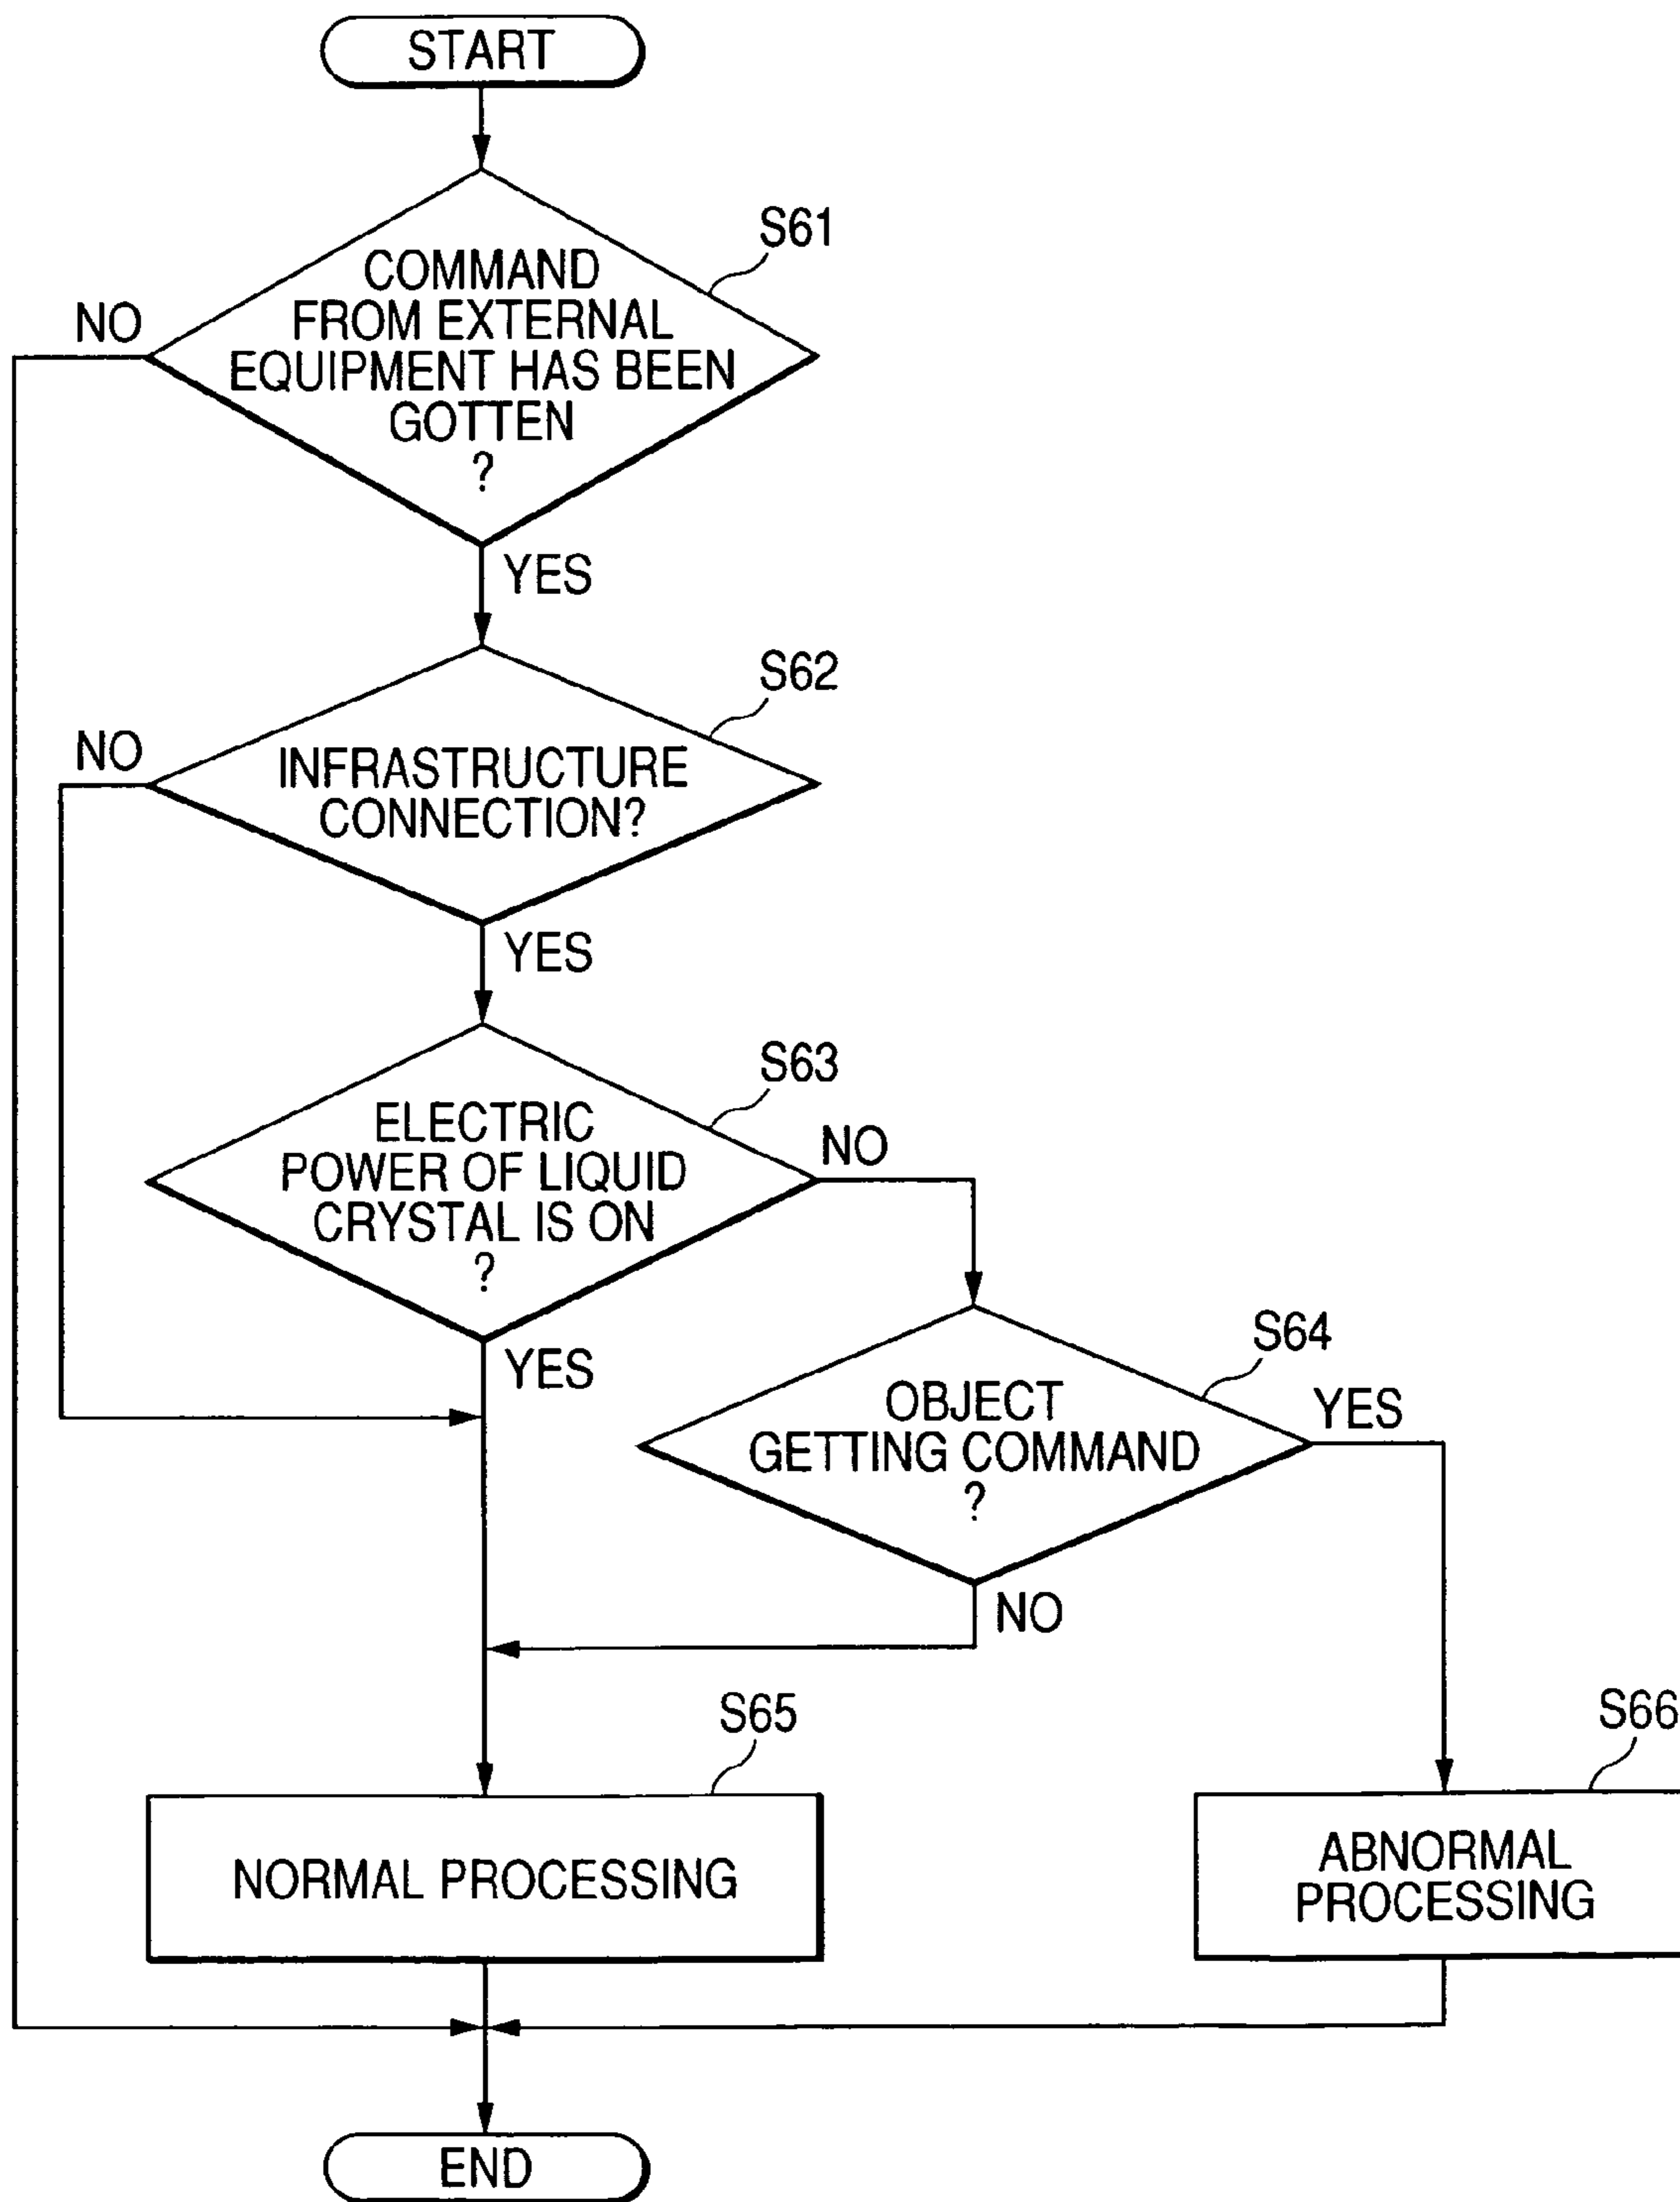 START
S61
COMMAND
FROM EXTERNAL
EQUIPMENT HAS BEEN
GOTTEN
?
NO
YES
S62
INFRASTRUCTURE
CONNECTION?
NO
YES
S63
ELECTRIC
POWER OF LIQUID
CRYSTAL IS ON
?
NO
YES
S64
OBJECT
GETTING COMMAND
?
YES
NO
S65
NORMAL PROCESSING
S66
ABNORMAL
PROCESSING
END